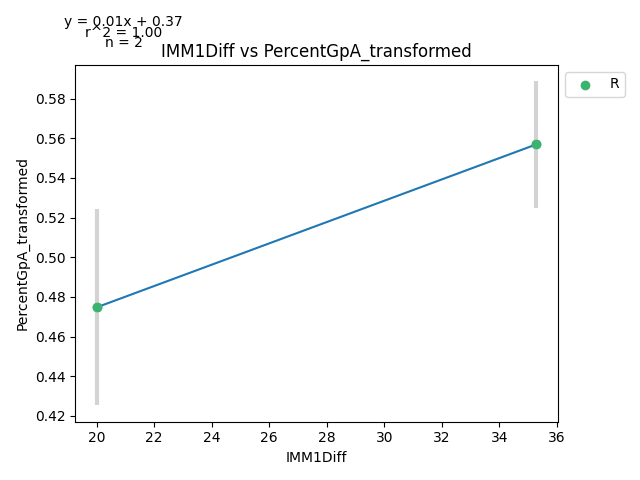 y = 0.01x + 0.37
r^2 = 1.00
n = 2
IMM1Diff vs PercentGpA_transformed
R
PercentGpA_transformed
0.58
0.56
0.54
0.52
0.50
0.48
0.46
0.44
0.42
20 22 24 26 28 30 32 34 36
IMM1Diff